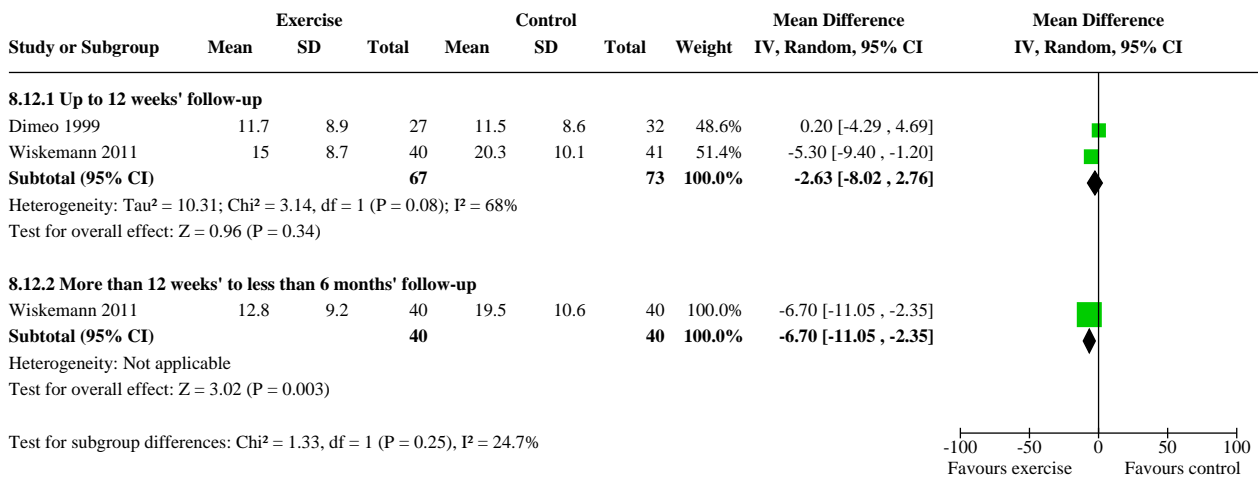 Exercise Control Mean Difference Mean Difference
Study or Subgroup Mean SD Total Mean SD Total Weight IV, Random, 95% CI IV, Random, 95% CI
8.12.1 Up to 12 weeks' follow-up
Dimeo 1999 11.7 8.9 27 11.5 8.6 32 48.6% 0.20 [-4.29 , 4.69]
Wiskemann 2011 15 8.7 40 20.3 10.1 41 51.4% -5.30 [-9.40 , -1.20]
Subtotal (95% CI) 67 73 100.0% -2.63 [-8.02 , 2.76]
Heterogeneity: Tau² = 10.31; Chi² = 3.14, df = 1 (P = 0.08); I² = 68%
Test for overall effect: Z = 0.96 (P = 0.34)
8.12.2 More than 12 weeks' to less than 6 months' follow-up
Wiskemann 2011 12.8 9.2 40 19.5 10.6 40 100.0% -6.70 [-11.05 , -2.35]
Subtotal (95% CI) 40 40 100.0% -6.70 [-11.05 , -2.35]
Heterogeneity: Not applicable
Test for overall effect: Z = 3.02 (P = 0.003)
Test for subgroup differences: Chi² = 1.33, df = 1 (P = 0.25), I² = 24.7%
-100 -50 0 50 100
Favours exercise Favours control